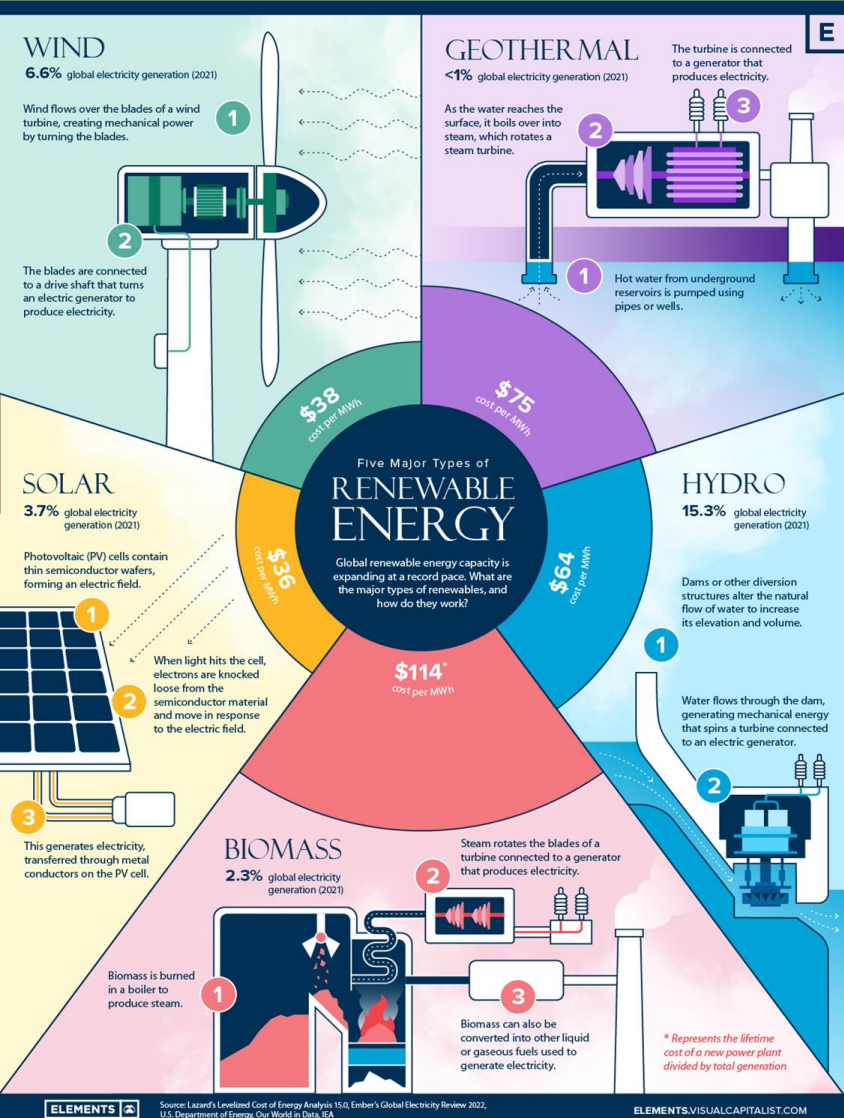 E
WIND
6.6% global electricity generation (2021)
Wind flows over the blades of a wind
turbine, creating mechanical power
by turning the blades.
1
2
The blades are connected
to a drive shaft that turns
an electric generator to
produce electricity.
GEOTHERMAL
<1% global electricity generation (2021)
As the water reaches the
surface, it boils over into
steam, which rotates a
steam turbine.
2
The turbine is connected
to a generator that
produces electricity.
3
1
Hot water from underground
reservoirs is pumped using
pipes or wells.
$38
cost per MWh
$75
cost per MWh
Five Major Types of
RENEWABLE
ENERGY
Global renewable energy capacity is
expanding at a record pace. What are
the major types of renewables, and
how do they work?
$36
cost per MWh
$64
cost per MWh
$114*
cost per MWh
SOLAR
3.7% global electricity
generation (2021)
Photovoltaic (PV) cells contain
thin semiconductor wafers,
forming an electric field.
1
When light hits the cell,
electrons are knocked
loose from the
semiconductor material
and move in response
to the electric field.
2
3
This generates electricity,
transferred through metal
conductors on the PV cell.
HYDRO
15.3% global electricity
generation (2021)
Dams or other diversion
structures alter the natural
flow of water to increase
its elevation and volume.
1
Water flows through the dam,
generating mechanical energy
that spins a turbine connected
to an electric generator.
2
BIOMASS
2.3% global electricity
generation (2021)
Steam rotates the blades of a
turbine connected to a generator
that produces electricity.
2
Biomass is burned
in a boiler to
produce steam.
1
3
Biomass can also be
converted into other liquid
or gaseous fuels used to
generate electricity.
* Represents the lifetime
cost of a new power plant
divided by total generation
ELEMENTS
Source: Lazard's Levelized Cost of Energy Analysis 15.0, Ember's Global Electricity Review 2022,
U.S. Department of Energy, Our World in Data, IEA
ELEMENTS.VISUALCAPITALIST.COM